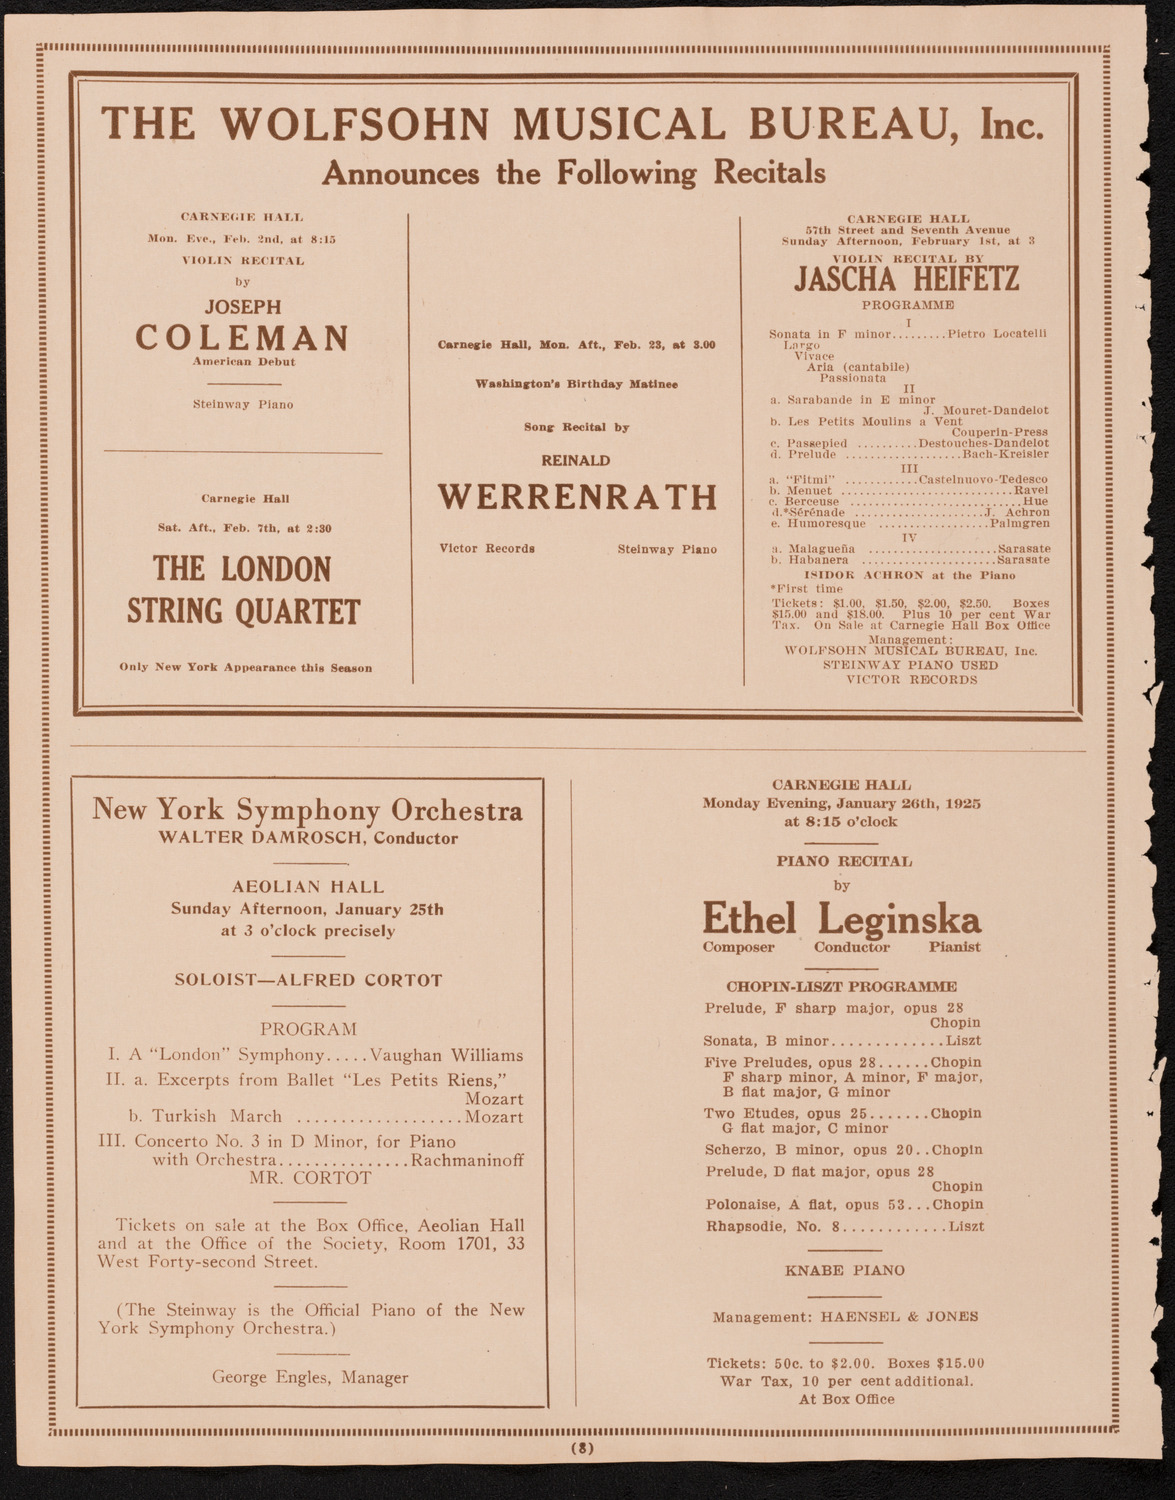 THE WOLFSOHN MUSICAL BUREAU, Inc.
Announces the Following Recitals
CARNEGIE HALL
Mon. Eve., Feb. 2nd, at 8:15
VIOLIN RECITAL
by
JOSEPH
COLEMAN
American Debut
Steinway Piano
Carnegie Hall
Sat. Aft., Feb. 7th, at 2:30
THE LONDON
STRING QUARTET
Only New York Appearance this Season
Carnegie Hall, Mon. Aft., Feb. 23, at 3.00
Washington's Birthday Matinee
Song Recital by
REINALD
WERRENRATH
Victor Records Steinway Piano
CARNEGIE HALL
57th Street and Seventh Avenue
Sunday Afternoon, February 1st, at 3
VIOLIN RECITAL BY
JASCHA HEIFETZ
PROGRAMME
I
Sonata in F minor.........Pietro Locatelli
Largo
Vivace
Aria (cantabile)
Passionata
II
a. Sarabande in E minor
J. Mouret-Dandelot
b. Les Petits Moulins a Vent
Couperin-Press
c. Passepied ..........Destouches-Dandelot
d. Prelude ...................Bach-Kreisler
III
a. "Fitmi" ............Castelnuovo-Tedesco
b. Menuet ............................Ravel
c. Berceuse ............................Hue
d.*Sérénade ......................J. Achron
e. Humoresque ..................Palmgren
IV
a. Malagueña ......................Sarasate
b. Habanera .......................Sarasate
ISIDOR ACHRON at the Piano
*First time
Tickets: $1.00, $1.50, $2.00, $2.50. Boxes
$15.00 and $18.00. Plus 10 per cent War
Tax. On Sale at Carnegie Hall Box Office
Management:
WOLFSOHN MUSICAL BUREAU, Inc.
STEINWAY PIANO USED
VICTOR RECORDS
New York Symphony Orchestra
WALTER DAMROSCH, Conductor
AEOLIAN HALL
Sunday Afternoon, January 25th
at 3 o'clock precisely
SOLOIST—ALFRED CORTOT
PROGRAM
I. A "London" Symphony.....Vaughan Williams
II. a. Excerpts from Ballet "Les Petits Riens,"
Mozart
b. Turkish March ..................Mozart
III. Concerto No. 3 in D Minor, for Piano
with Orchestra..............Rachmaninoff
MR. CORTOT
Tickets on sale at the Box Office, Aeolian Hall
and at the Office of the Society, Room 1701, 33
West Forty-second Street.
(The Steinway is the Official Piano of the New
York Symphony Orchestra.)
George Engles, Manager
CARNEGIE HALL
Monday Evening, January 26th, 1925
at 8:15 o'clock
PIANO RECITAL
by
Ethel Leginska
Composer Conductor Pianist
CHOPIN-LISZT PROGRAMME
Prelude, F sharp major, opus 28
Chopin
Sonata, B minor.............Liszt
Five Preludes, opus 28......Chopin
F sharp minor, A minor, F major,
B flat major, G minor
Two Etudes, opus 25.......Chopin
G flat major, C minor
Scherzo, B minor, opus 20..Chopin
Prelude, D flat major, opus 28
Chopin
Polonaise, A flat, opus 53...Chopin
Rhapsodie, No. 8............Liszt
KNABE PIANO
Management: HAENSEL & JONES
Tickets: 50c. to $2.00. Boxes $15.00
War Tax, 10 per cent additional.
At Box Office
(8)